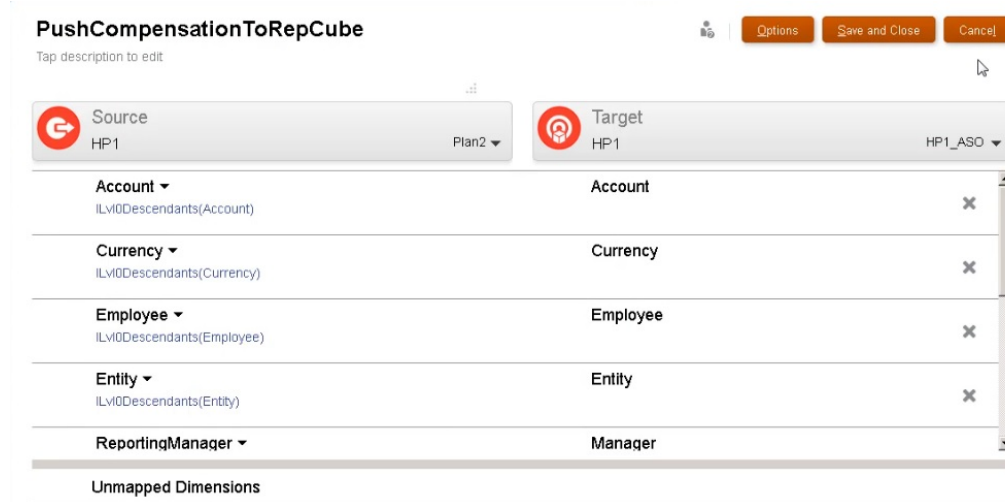 PushCompensationToRepCube
Options
Save and Close
Cancel
Tap description to edit
Source
HP1
Plan2
Target
HP1
HP1_ASO
Account
ILvl0Descendants(Account)
Account
Currency
ILvl0Descendants(Currency)
Currency
Employee
ILvl0Descendants(Employee)
Employee
Entity
ILvl0Descendants(Entity)
Entity
ReportingManager
Manager
Unmapped Dimensions